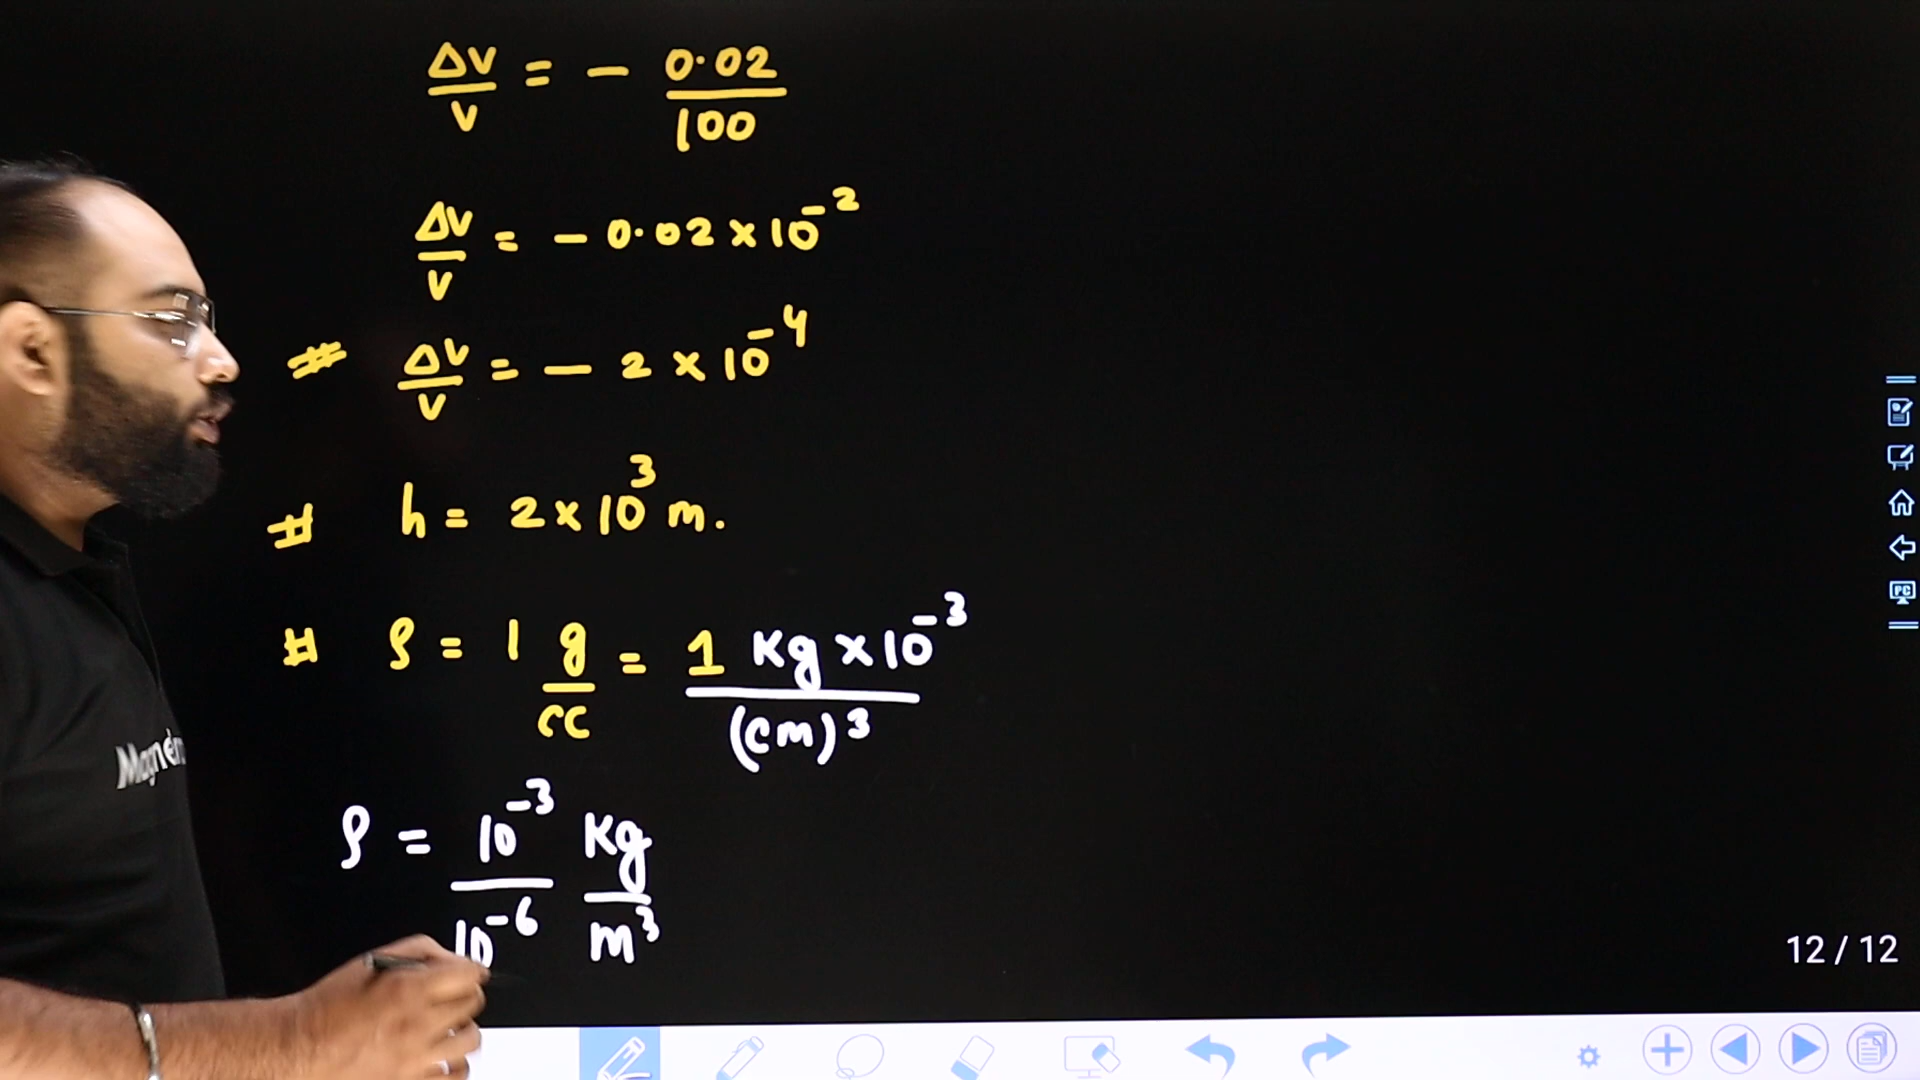 ΔV/V = - 0.02/100
ΔV/V = - 0.02 × 10⁻²
# ΔV/V = - 2 × 10⁻⁴
# h = 2 × 10³ m.
# ρ = 1 g/cc = 1 Kg × 10⁻³/(cm)³
ρ = 10⁻³/10⁻⁶ Kg/m³
12 / 12
PC